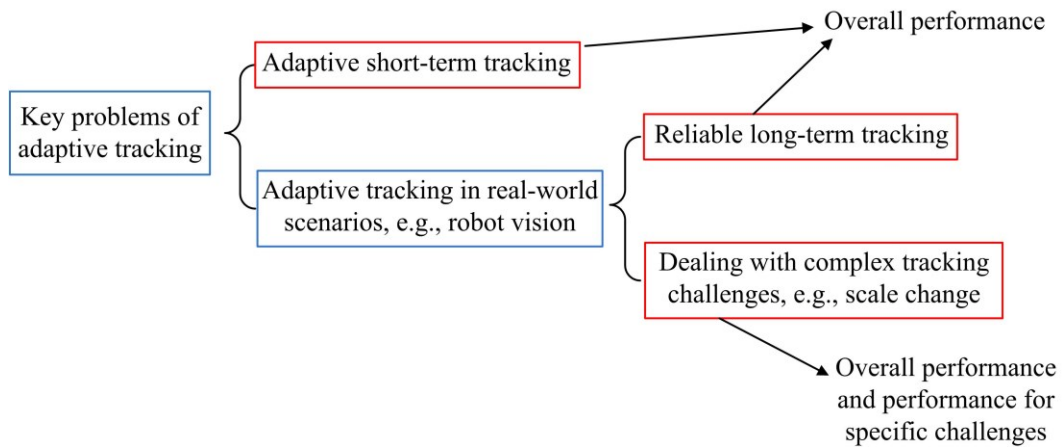 Overall performance
Adaptive short-term tracking
Key problems of
adaptive tracking
Reliable long-term tracking
Adaptive tracking in real-world
scenarios, e.g., robot vision
Dealing with complex tracking
challenges, e.g., scale change
Overall performance
and performance for
specific challenges